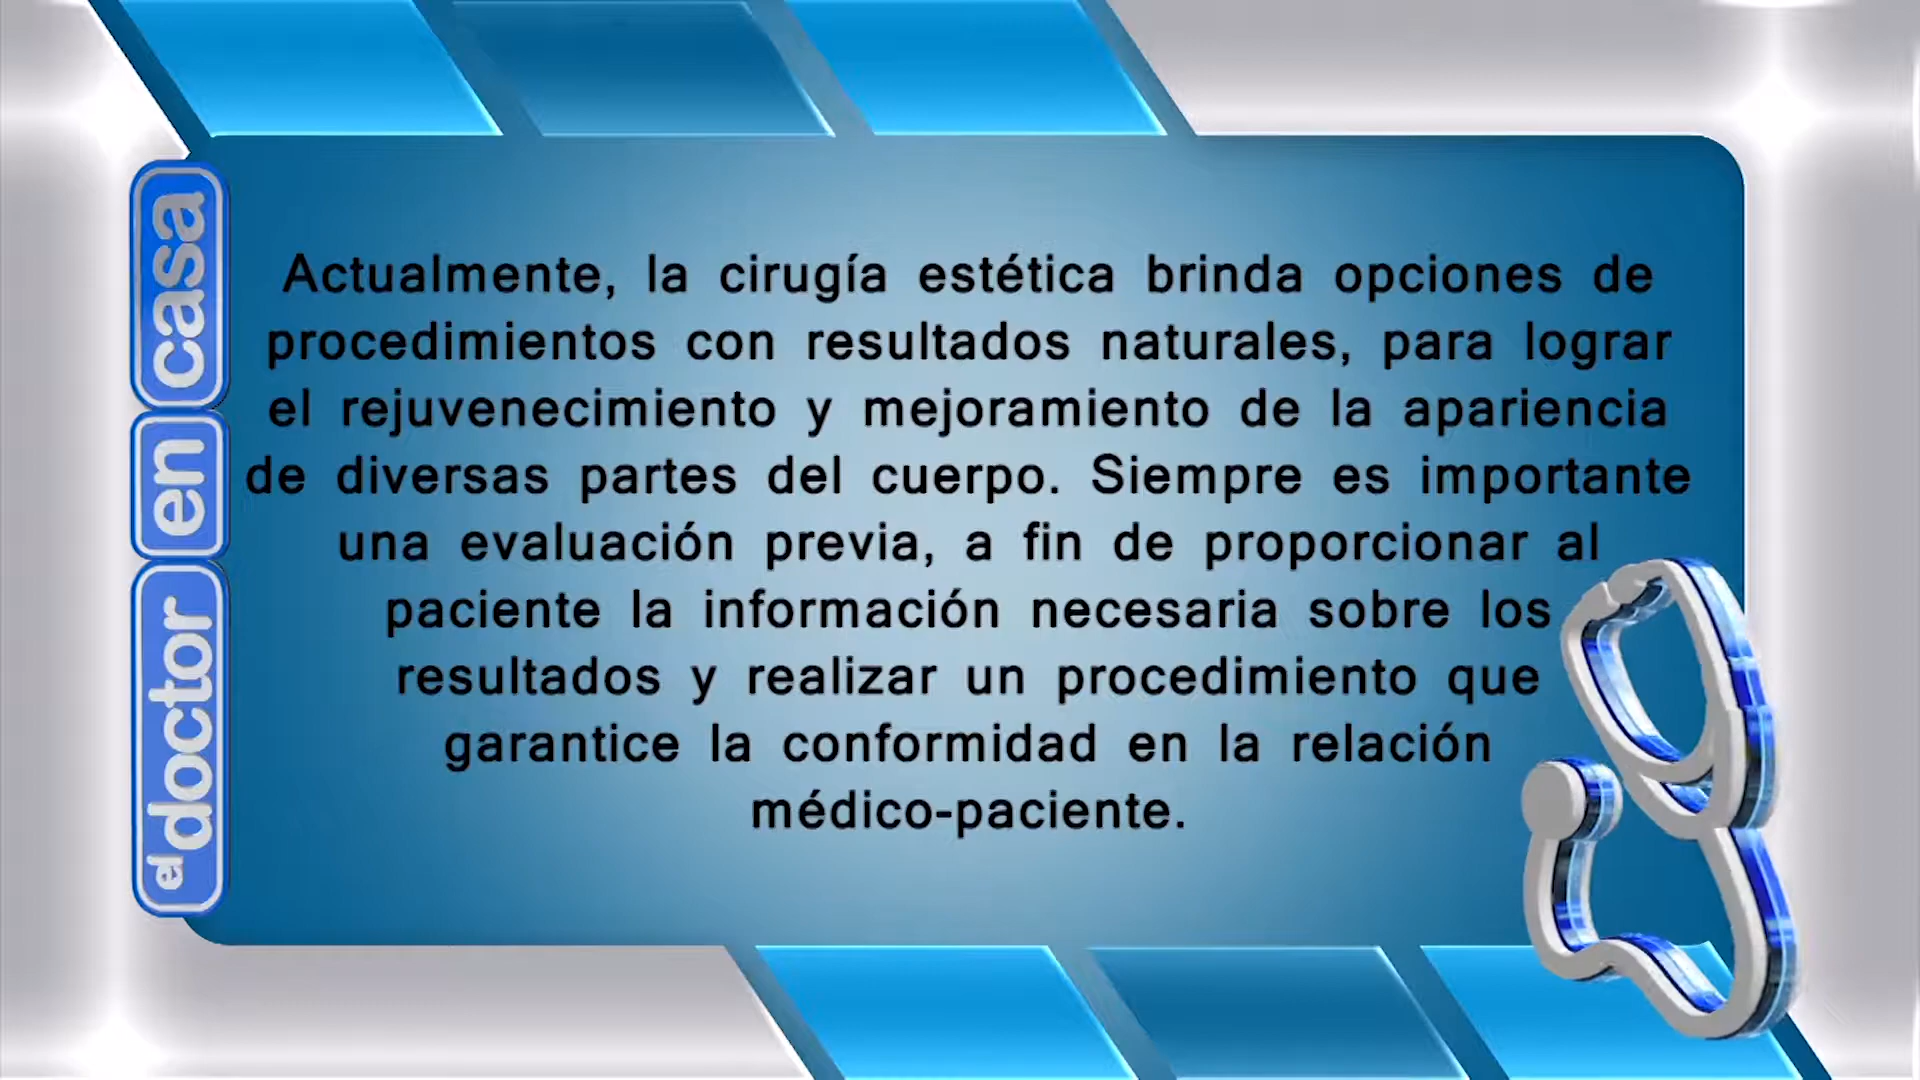 Actualmente, la cirugía estética brinda opciones de
procedimientos con resultados naturales, para lograr
el rejuvenecimiento y mejoramiento de la apariencia
de diversas partes del cuerpo. Siempre es importante
una evaluación previa, a fin de proporcionar al
paciente la información necesaria sobre los
resultados y realizar un procedimiento que
garantice la conformidad en la relación
médico-paciente.
el doctor en casa